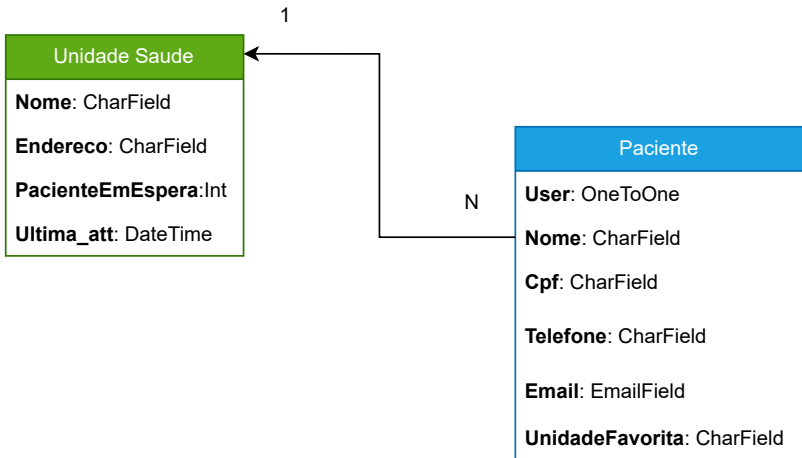 1
Unidade Saude
Nome: CharField
Endereco: CharField
PacienteEmEspera:Int
Ultima_att: DateTime
N
Paciente
User: OneToOne
Nome: CharField
Cpf: CharField
Telefone: CharField
Email: EmailField
UnidadeFavorita: CharField